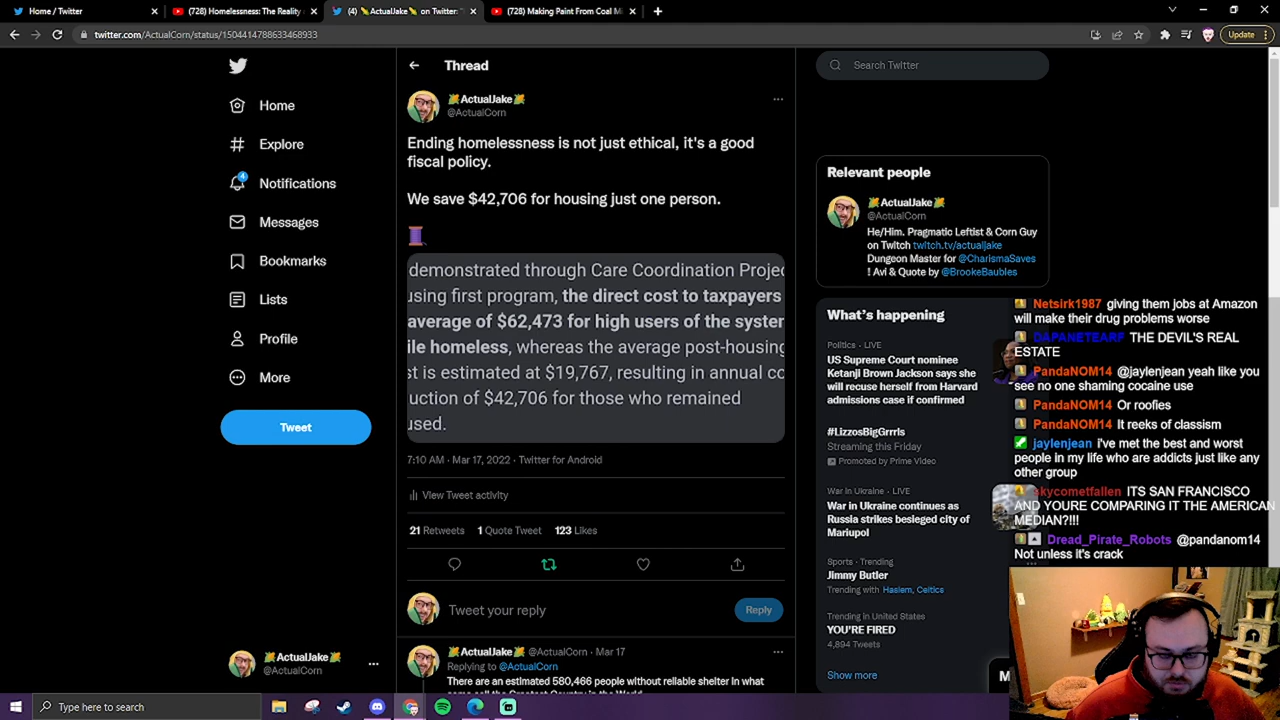 Home / Twitter
(728) Homelessness: The Reality
(4) ActualJake on Twitter:
(728) Making Paint From Coal M
twitter.com/ActualCorn/status/1504414788633468933
Update
Home
Explore
4
Notifications
Messages
Bookmarks
Lists
Profile
More
Tweet
ActualJake
@ActualCorn
Thread
ActualJake
@ActualCorn
Ending homelessness is not just ethical, it's a good
fiscal policy.
We save $42,706 for housing just one person.
demonstrated through Care Coordination Projec
using first program, the direct cost to taxpayers
average of $62,473 for high users of the system
ile homeless, whereas the average post-housing
st is estimated at $19,767, resulting in annual co
uction of $42,706 for those who remained
used.
7:10 AM · Mar 17, 2022 · Twitter for Android
View Tweet activity
21 Retweets 1 Quote Tweet 123 Likes
Tweet your reply
Reply
ActualJake @ActualCorn · Mar 17
Replying to @ActualCorn
There are an estimated 580,466 people without reliable shelter in what
some call the Greatest Country in the World
Search Twitter
Relevant people
ActualJake
@ActualCorn
He/Him. Pragmatic Leftist & Corn Guy
on Twitch twitch.tv/actualjake
Dungeon Master for @CharismaSaves
! Avi & Quote by @BrookeBaubles
What's happening
Politics · LIVE
US Supreme Court nominee
Ketanji Brown Jackson says she
will recuse herself from Harvard
admissions case if confirmed
#LizzosBigGrrrls
Streaming this Friday
Promoted by Prime Video
War in Ukraine · LIVE
War in Ukraine continues as
Russia strikes besieged city of
Mariupol
Sports · Trending
Jimmy Butler
Trending with Haslem, Celtics
Trending in United States
YOU'RE FIRED
4,894 Tweets
Show more
Netsirk1987 giving them jobs at Amazon
will make their drug problems worse
DAPANETEARF THE DEVIL'S REAL
ESTATE
PandaNOM14 @jaylenjean yeah like you
see no one shaming cocaine use
PandaNOM14 Or roofies
PandaNOM14 It reeks of classism
jaylenjean i've met the best and worst
people in my life who are addicts just like any
other group
skycometfallen ITS SAN FRANCISCO
AND YOURE COMPARING IT THE AMERICAN
MEDIAN?!!!
Dread_Pirate_Robots @pandanom14
Not unless it's crack
M
Type here to search